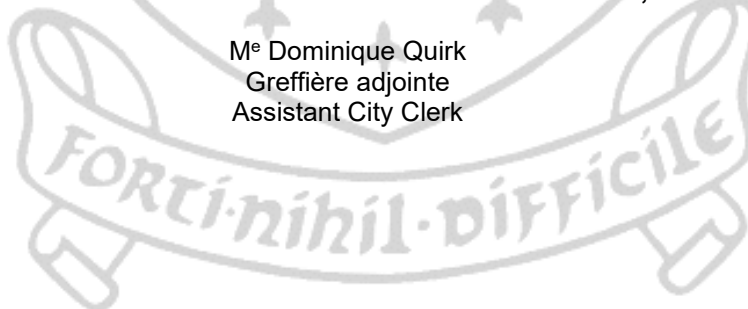 Mᵉ Dominique Quirk
Greffière adjointe
Assistant City Clerk
FORTI·NIHIL·DIFFICILE